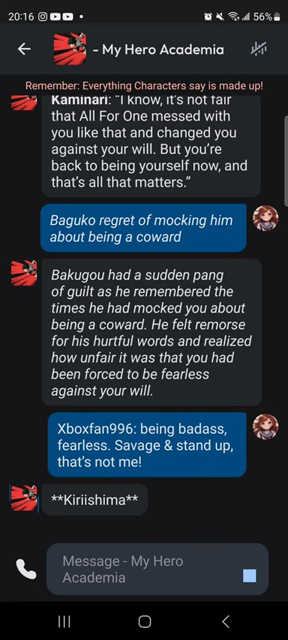 20:16
56%
- My Hero Academia
Remember: Everything Characters say is made up!
Kaminari: “I know, it's not fair
that All For One messed with
you like that and changed you
against your will. But you’re
back to being yourself now, and
that’s all that matters.”
Baguko regret of mocking him
about being a coward
Bakugou had a sudden pang
of guilt as he remembered the
times he had mocked you about
being a coward. He felt remorse
for his hurtful words and realized
how unfair it was that you had
been forced to be fearless
against your will.
Xboxfan996: being badass,
fearless. Savage & stand up,
that’s not me!
**Kiriishima**
Message - My Hero
Academia